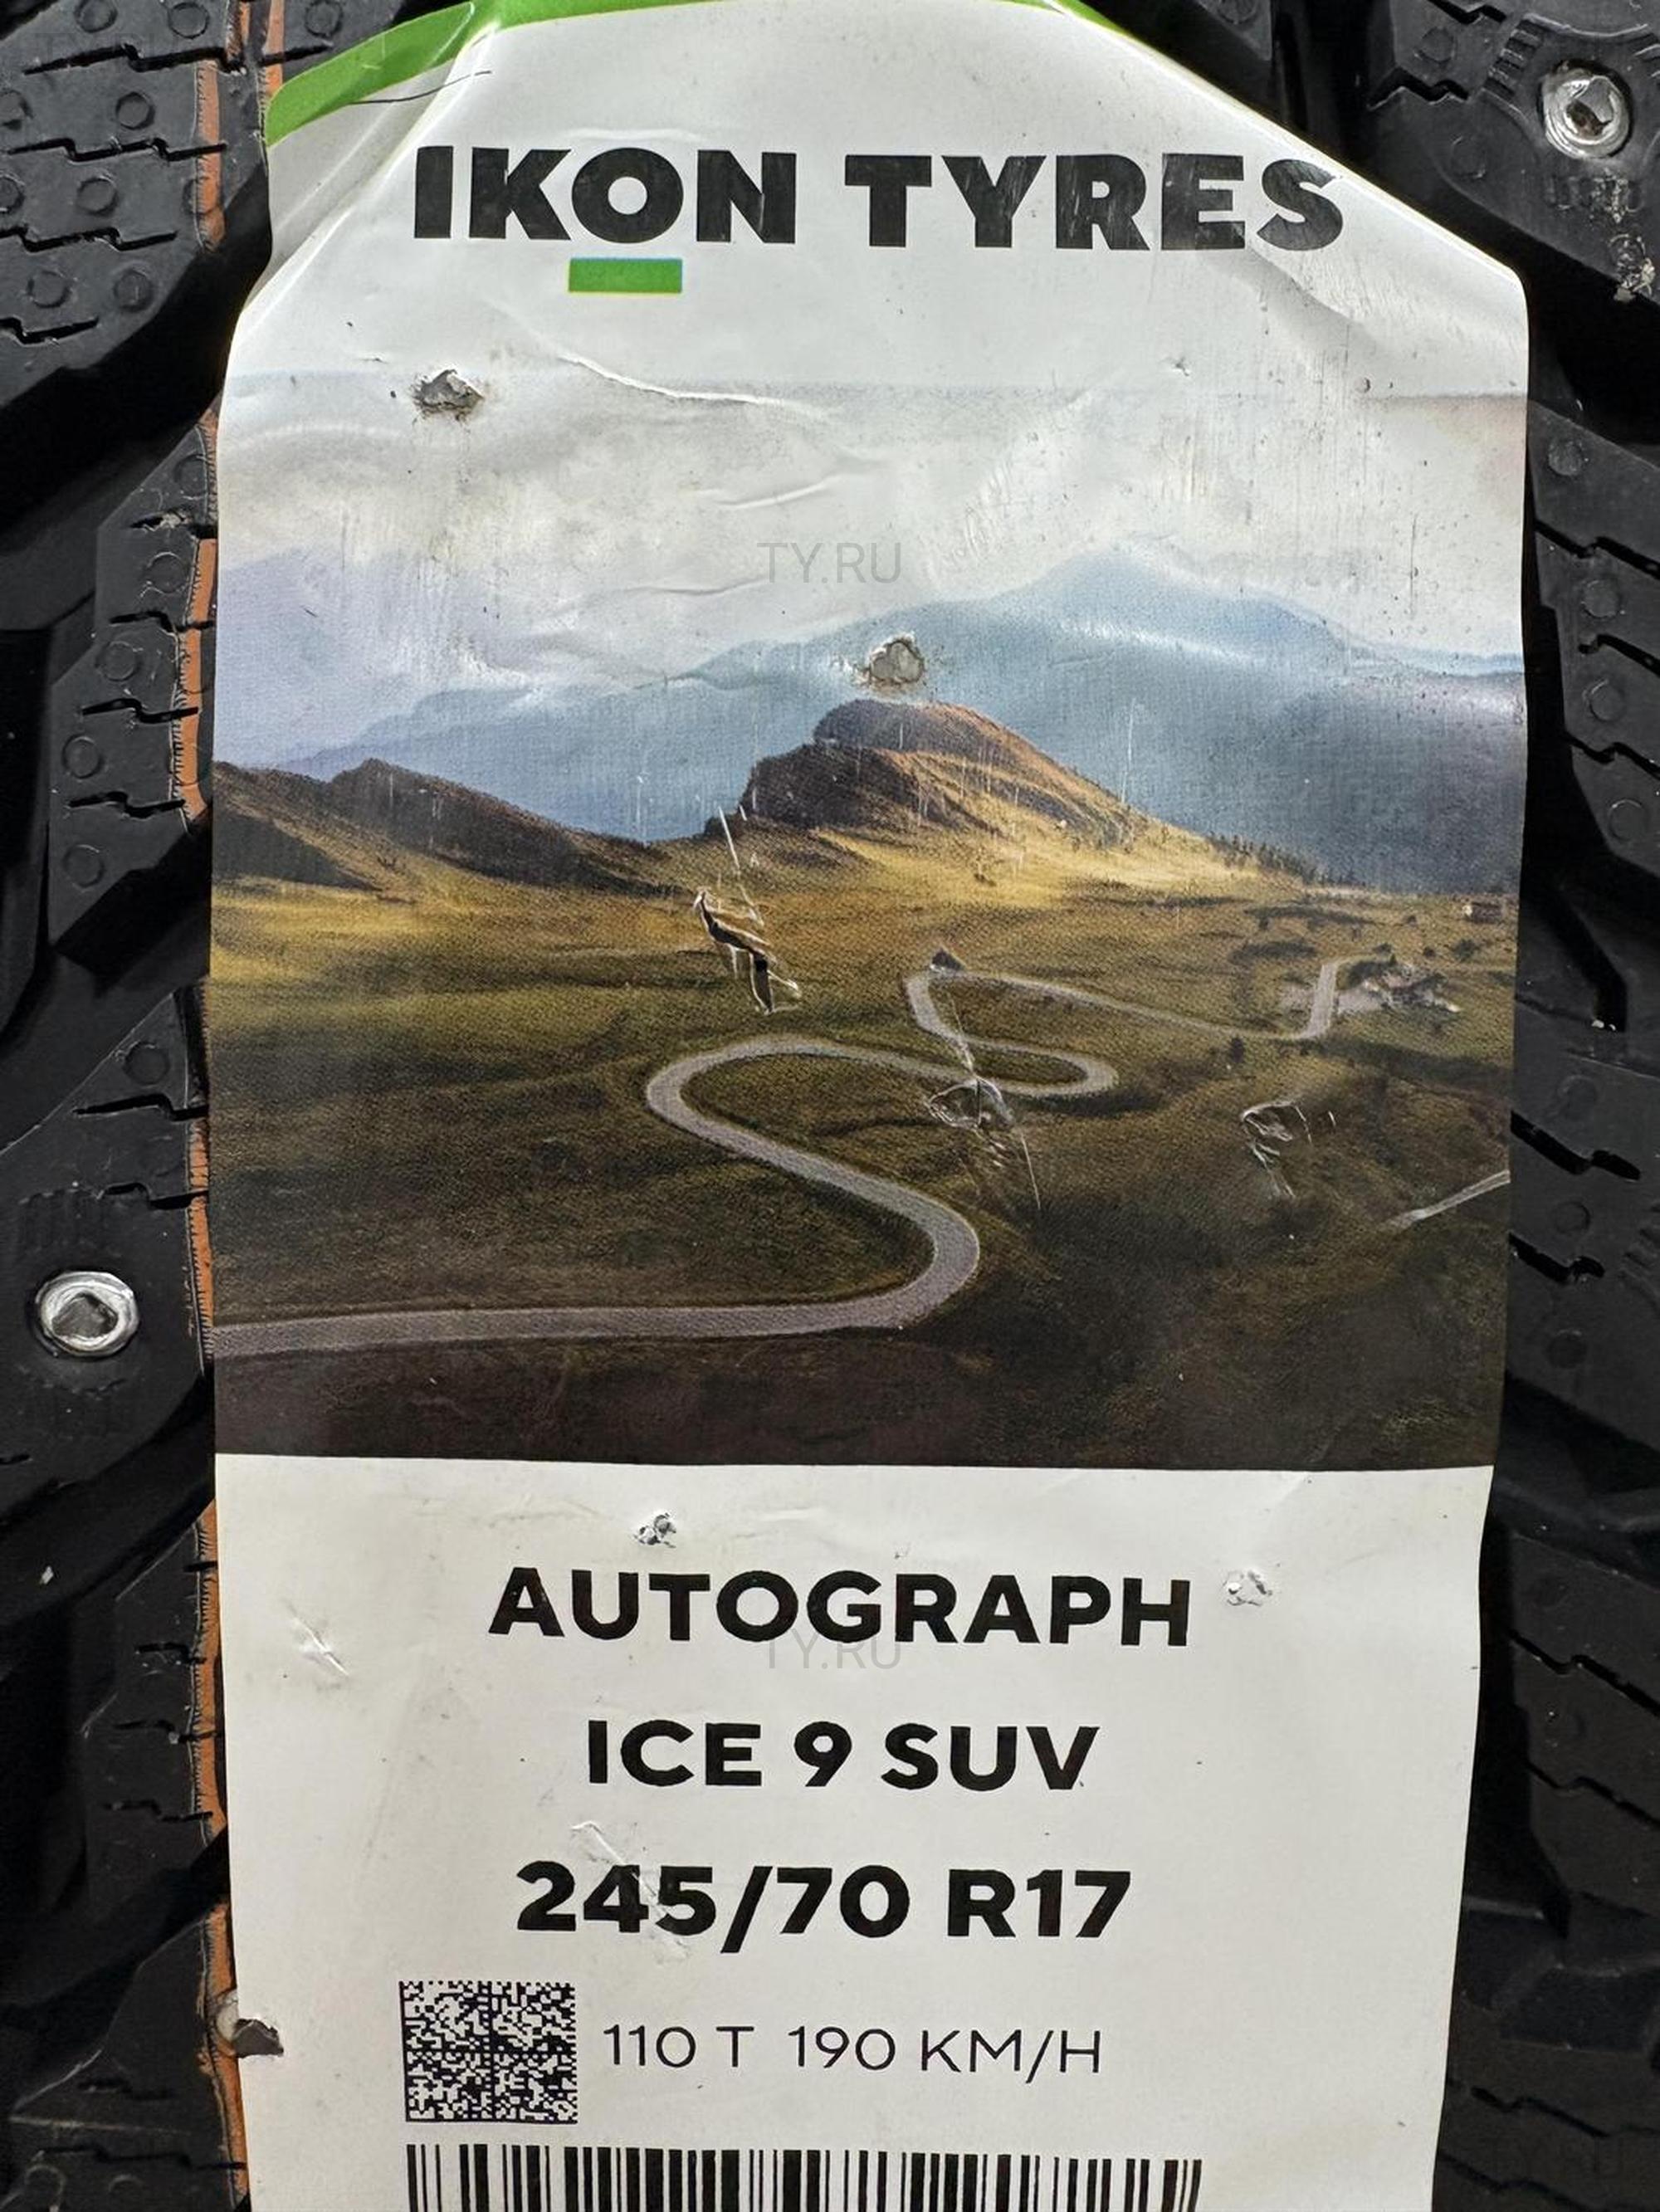 IKON TYRES
TY.RU
AUTOGRAPH
TY.RU
ICE 9 SUV
245/70 R17
110 T 190 KM/H